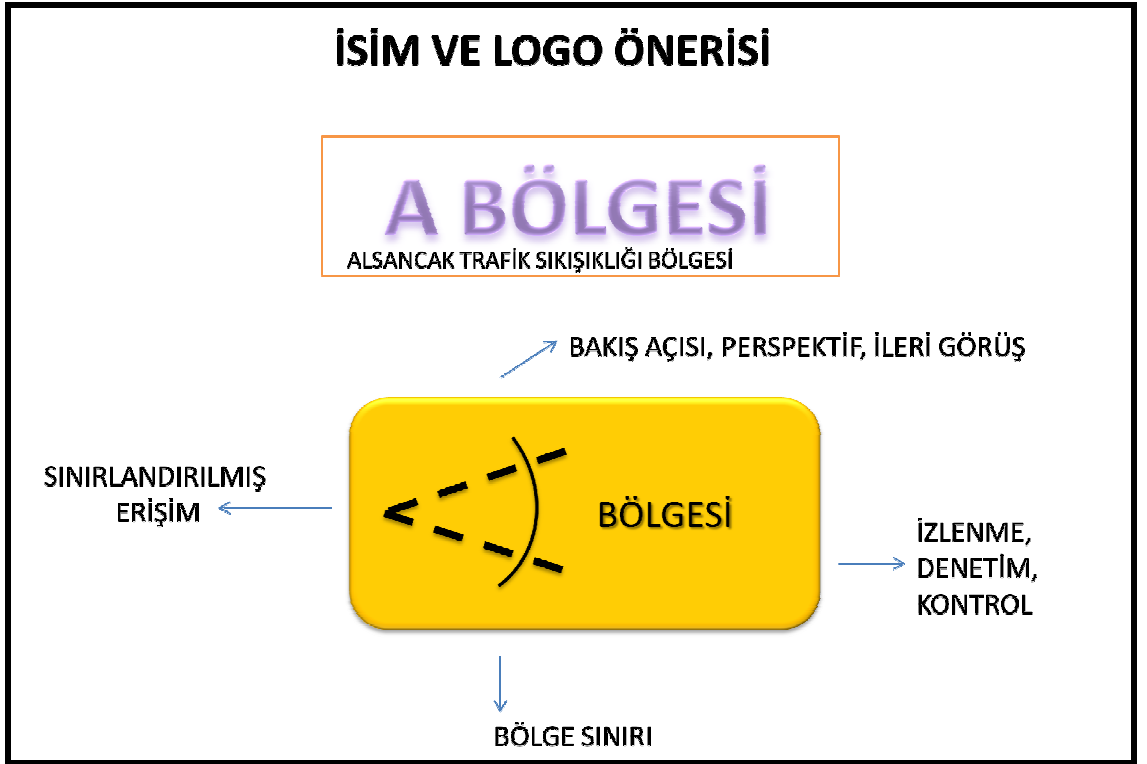 İSİM VE LOGO ÖNERİSİ
A BÖLGESİ
ALSANCAK TRAFİK SIKIŞIKLIĞI BÖLGESİ
BAKIŞ AÇISI, PERSPEKTİF, İLERİ GÖRÜŞ
SINIRLANDIRILMIŞ
ERİŞİM
BÖLGESİ
İZLENME,
DENETİM,
KONTROL
BÖLGE SINIRI